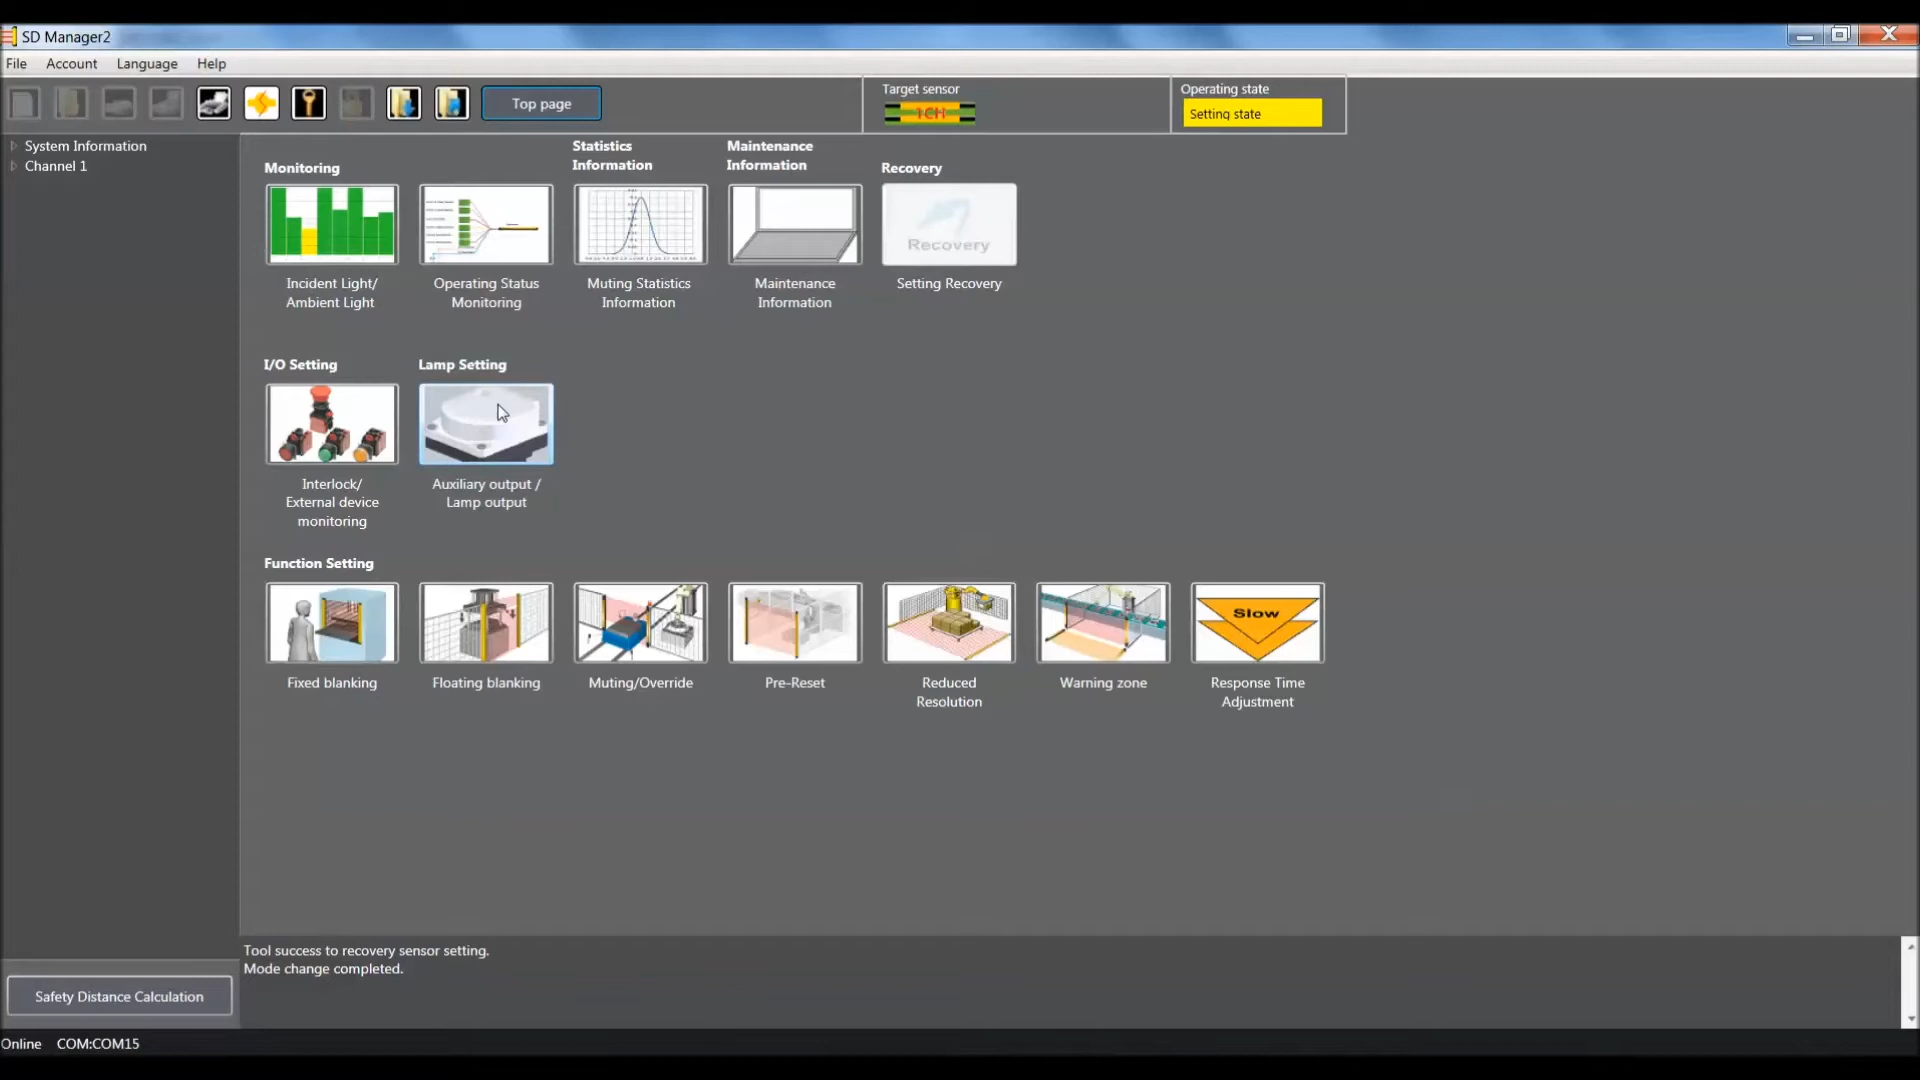 SD Manager2
File Account Language Help
Top page
Target sensor
1CH
Operating state
Setting state
System Information
Channel 1
Monitoring
Statistics
Information
Maintenance
Information
Recovery
Recovery
Incident Light/
Ambient Light
Operating Status
Monitoring
Muting Statistics
Information
Maintenance
Information
Setting Recovery
I/O Setting
Lamp Setting
Interlock/
External device
monitoring
Auxiliary output /
Lamp output
Function Setting
Slow
Fixed blanking
Floating blanking
Muting/Override
Pre-Reset
Reduced
Resolution
Warning zone
Response Time
Adjustment
Tool success to recovery sensor setting.
Mode change completed.
Safety Distance Calculation
Online COM:COM15